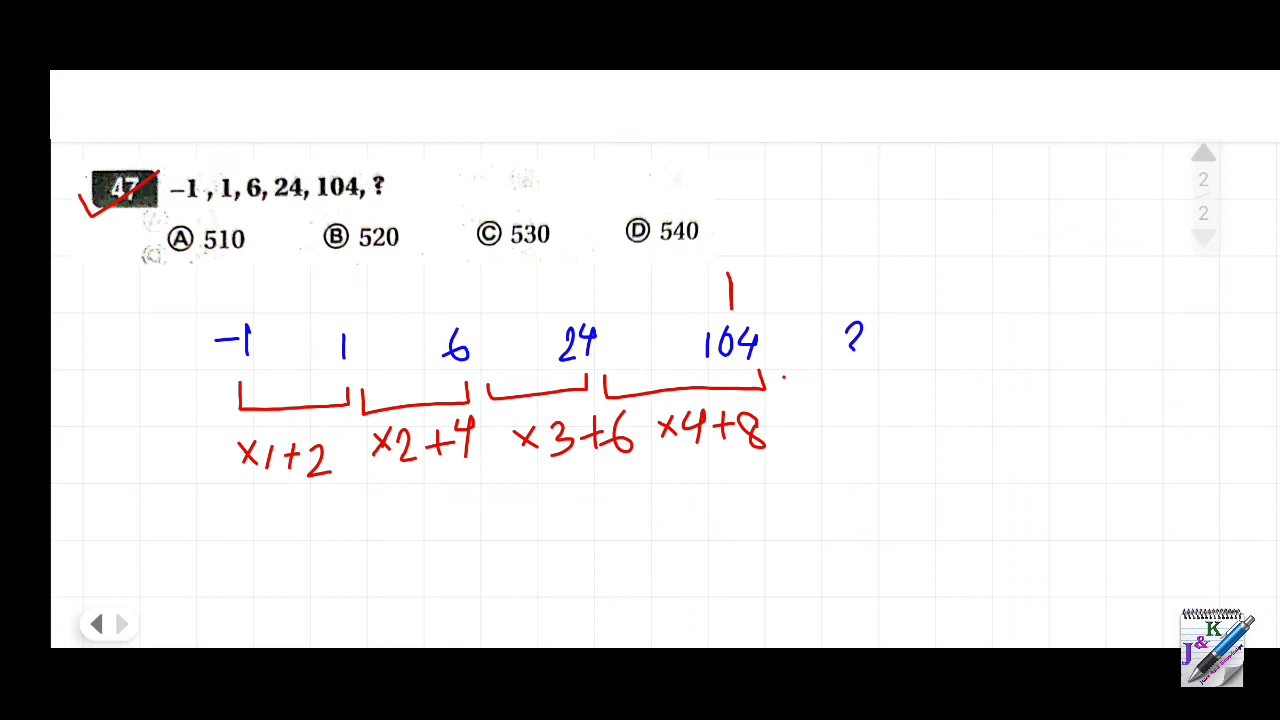 47 –1 , 1, 6, 24, 104, ?
Ⓐ 510 Ⓑ 520 Ⓒ 530 Ⓓ 540
2
2
1
-1 1 6 24 104 ?
×1+2 ×2+4 ×3+6 ×4+8
J&K